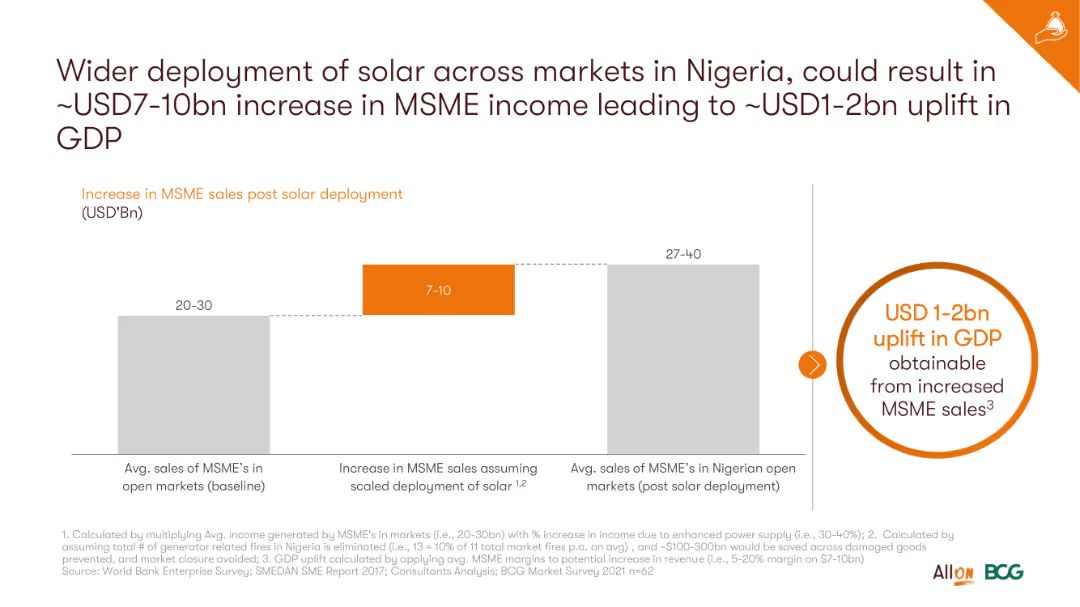 Wider deployment of solar across markets in Nigeria, could result in
~USD7-10bn increase in MSME income leading to ~USD1-2bn uplift in
GDP
Increase in MSME sales post solar deployment
(USD'Bn)
20-30
7-10
27-40
Avg. sales of MSME's in
open markets (baseline)
Increase in MSME sales assuming
scaled deployment of solar 1,2
Avg. sales of MSME's in Nigerian open
markets (post solar deployment)
USD 1-2bn
uplift in GDP
obtainable
from increased
MSME sales3
1. Calculated by multiplying Avg. income generated by MSME's in markets (i.e., 20-30bn) with % increase in income due to enhanced power supply (i.e., 30-40%); 2. Calculated by
assuming total # of generator related fires in Nigeria is eliminated (i.e., 13 = 10% of 11 total market fires p.a. on avg) , and ~$100-300bn would be saved across damaged goods
prevented, and market closure avoided; 3. GDP uplift calculated by applying avg. MSME margins to potential increase in revenue (i.e., 5-20% margin on $7-10bn)
Source: World Bank Enterprise Survey; SMEDAN SME Report 2017; Consultants Analysis; BCG Market Survey 2021 n=62
All ON BCG